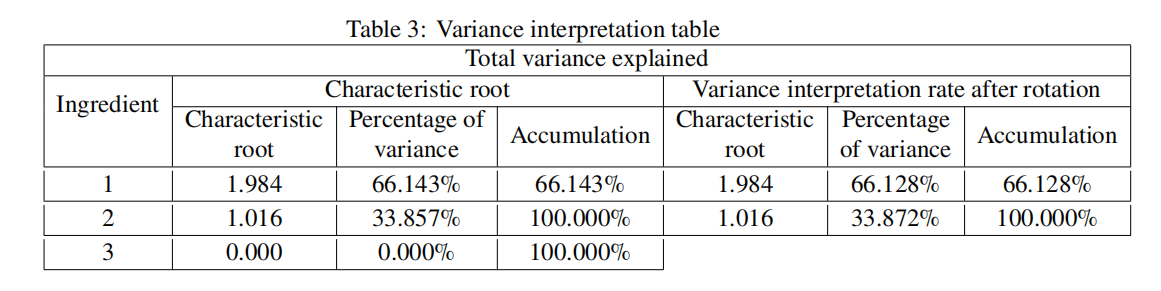 Table 3: Variance interpretation table
Total variance explained
Ingredient
Characteristic root
Variance interpretation rate after rotation
Characteristic root
Percentage of variance
Accumulation
Characteristic root
Percentage of variance
Accumulation
1 1.984 66.143% 66.143% 1.984 66.128% 66.128%
2 1.016 33.857% 100.000% 1.016 33.872% 100.000%
3 0.000 0.000% 100.000%